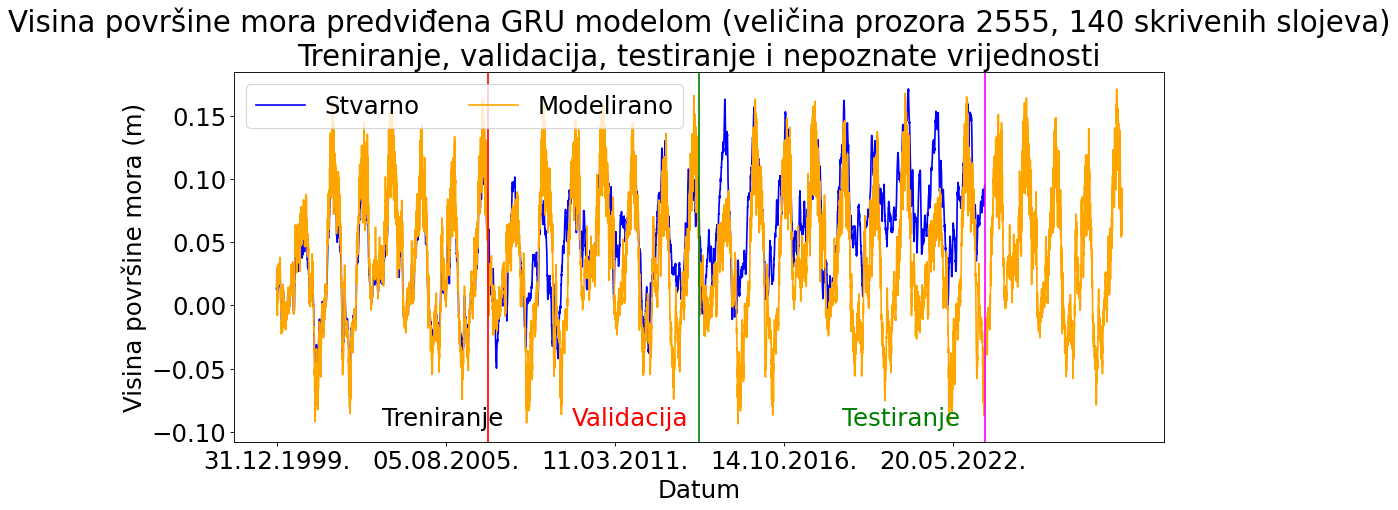 Visina površine mora predviđena GRU modelom (veličina prozora 2555, 140 skrivenih slojeva)
Treniranje, validacija, testiranje i nepoznate vrijednosti
Stvarno
Modelirano
Visina površine mora (m)
0.15
0.10
0.05
0.00
−0.05
−0.10
Treniranje
Validacija
Testiranje
31.12.1999.
05.08.2005.
11.03.2011.
14.10.2016.
20.05.2022.
Datum